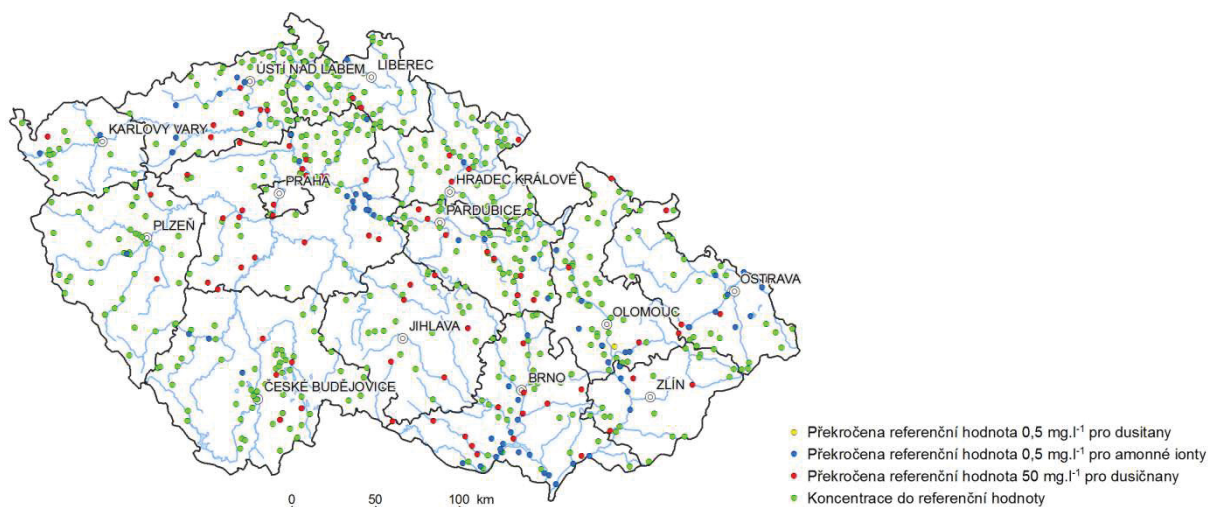 LIBEREC
ÚSTÍ NAD LABEM
KARLOVY VARY
PRAHA
HRADEC KRÁLOVÉ
PARDUBICE
PLZEŇ
OSTRAVA
OLOMOUC
JIHLAVA
ČESKÉ BUDĚJOVICE
BRNO
ZLÍN
Překročena referenční hodnota 0,5 mg.l⁻¹ pro dusitany
Překročena referenční hodnota 0,5 mg.l⁻¹ pro amonné ionty
Překročena referenční hodnota 50 mg.l⁻¹ pro dusičnany
Koncentrace do referenční hodnoty
0 50 100 km